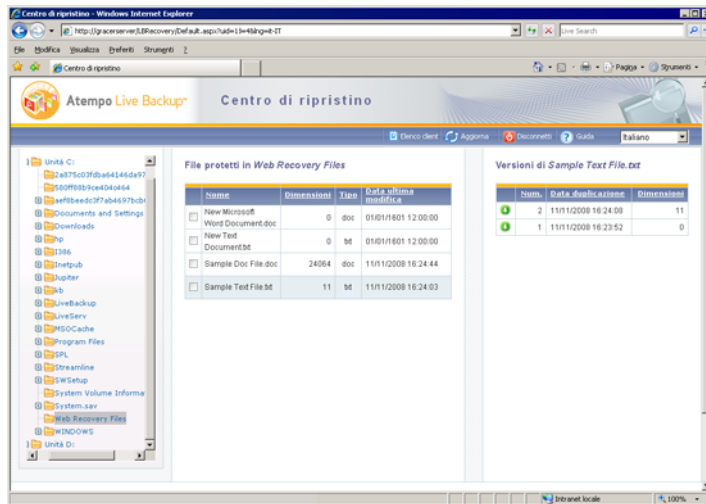 Centro di ripristino - Windows Internet Explorer
http://gracerserver/LBRecovery/Default.aspx?uid=11=4&lng=it-IT
Live Search
File Modifica Visualizza Preferiti Strumenti ?
Centro di ripristino
Pagina Strumenti
Atempo Live Backup™
Centro di ripristino
Elenco client Aggiorna Disconnetti Guida Italiano
Unità C:
2a875c03fdba64146de97
580ff88b9ce404c464
aef8beedc3f7ab4697bcb
Documents and Settings
Downloads
hp
I386
Inetpub
Jupiter
kb
LiveBackup
LiveServ
MSOCache
Program Files
SPL
Streamline
SWSetup
System Volume Informa
System.sav
Web Recovery Files
WINDOWS
Unità D:
File protetti in Web Recovery Files
Nome Dimensioni Tipo Data ultima modifica
New Microsoft Word Document.doc 0 doc 01/01/1601 12:00:00
New Text Document.txt 0 txt 01/01/1601 12:00:00
Sample Doc File.doc 24064 doc 11/11/2008 16:24:44
Sample Text File.txt 11 txt 11/11/2008 16:24:03
Versioni di Sample Text File.txt
Num. Data duplicazione Dimensioni
2 11/11/2008 16:24:08 11
1 11/11/2008 16:23:52 0
Intranet locale 100%